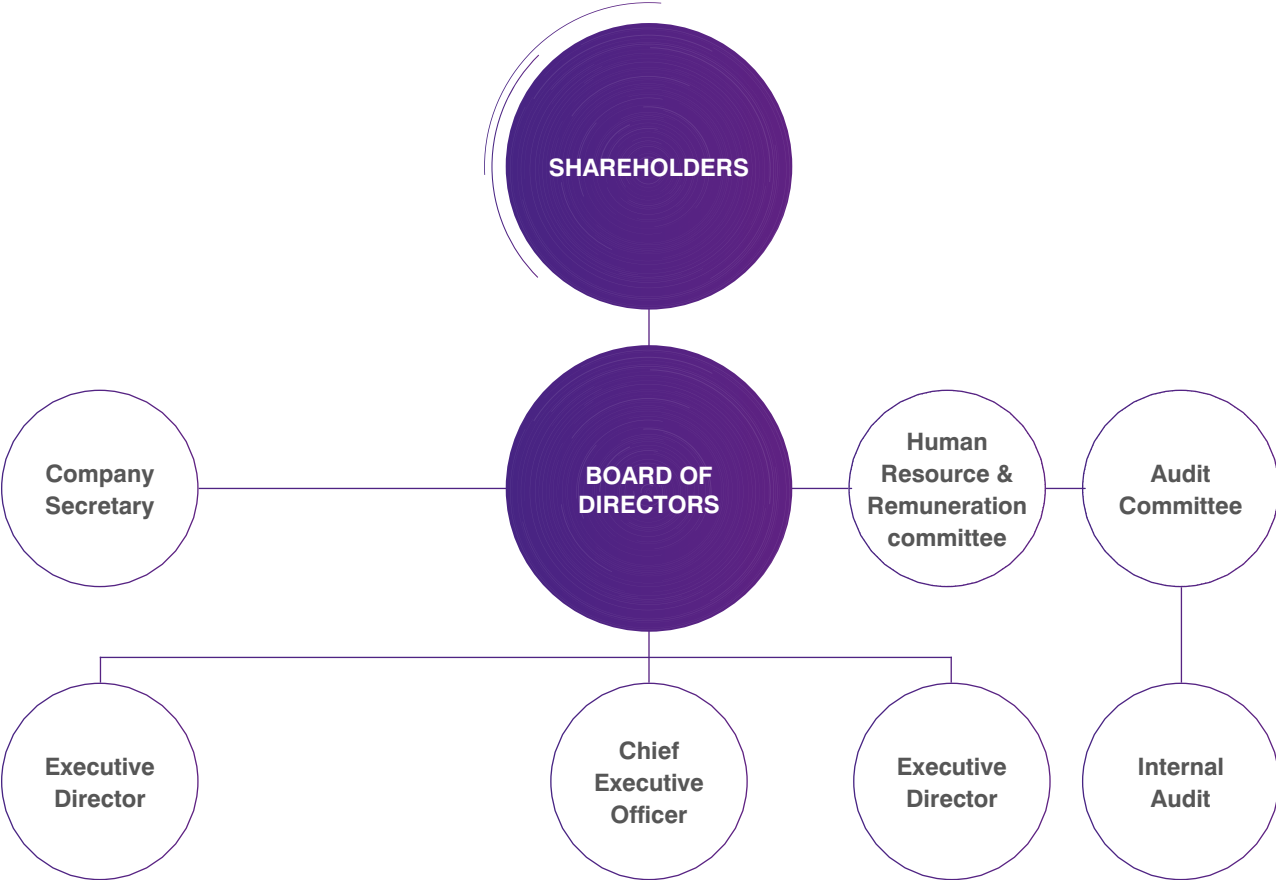 SHAREHOLDERS
BOARD OF
DIRECTORS
Company
Secretary
Human
Resource &
Remuneration
committee
Audit
Committee
Executive
Director
Chief
Executive
Officer
Executive
Director
Internal
Audit